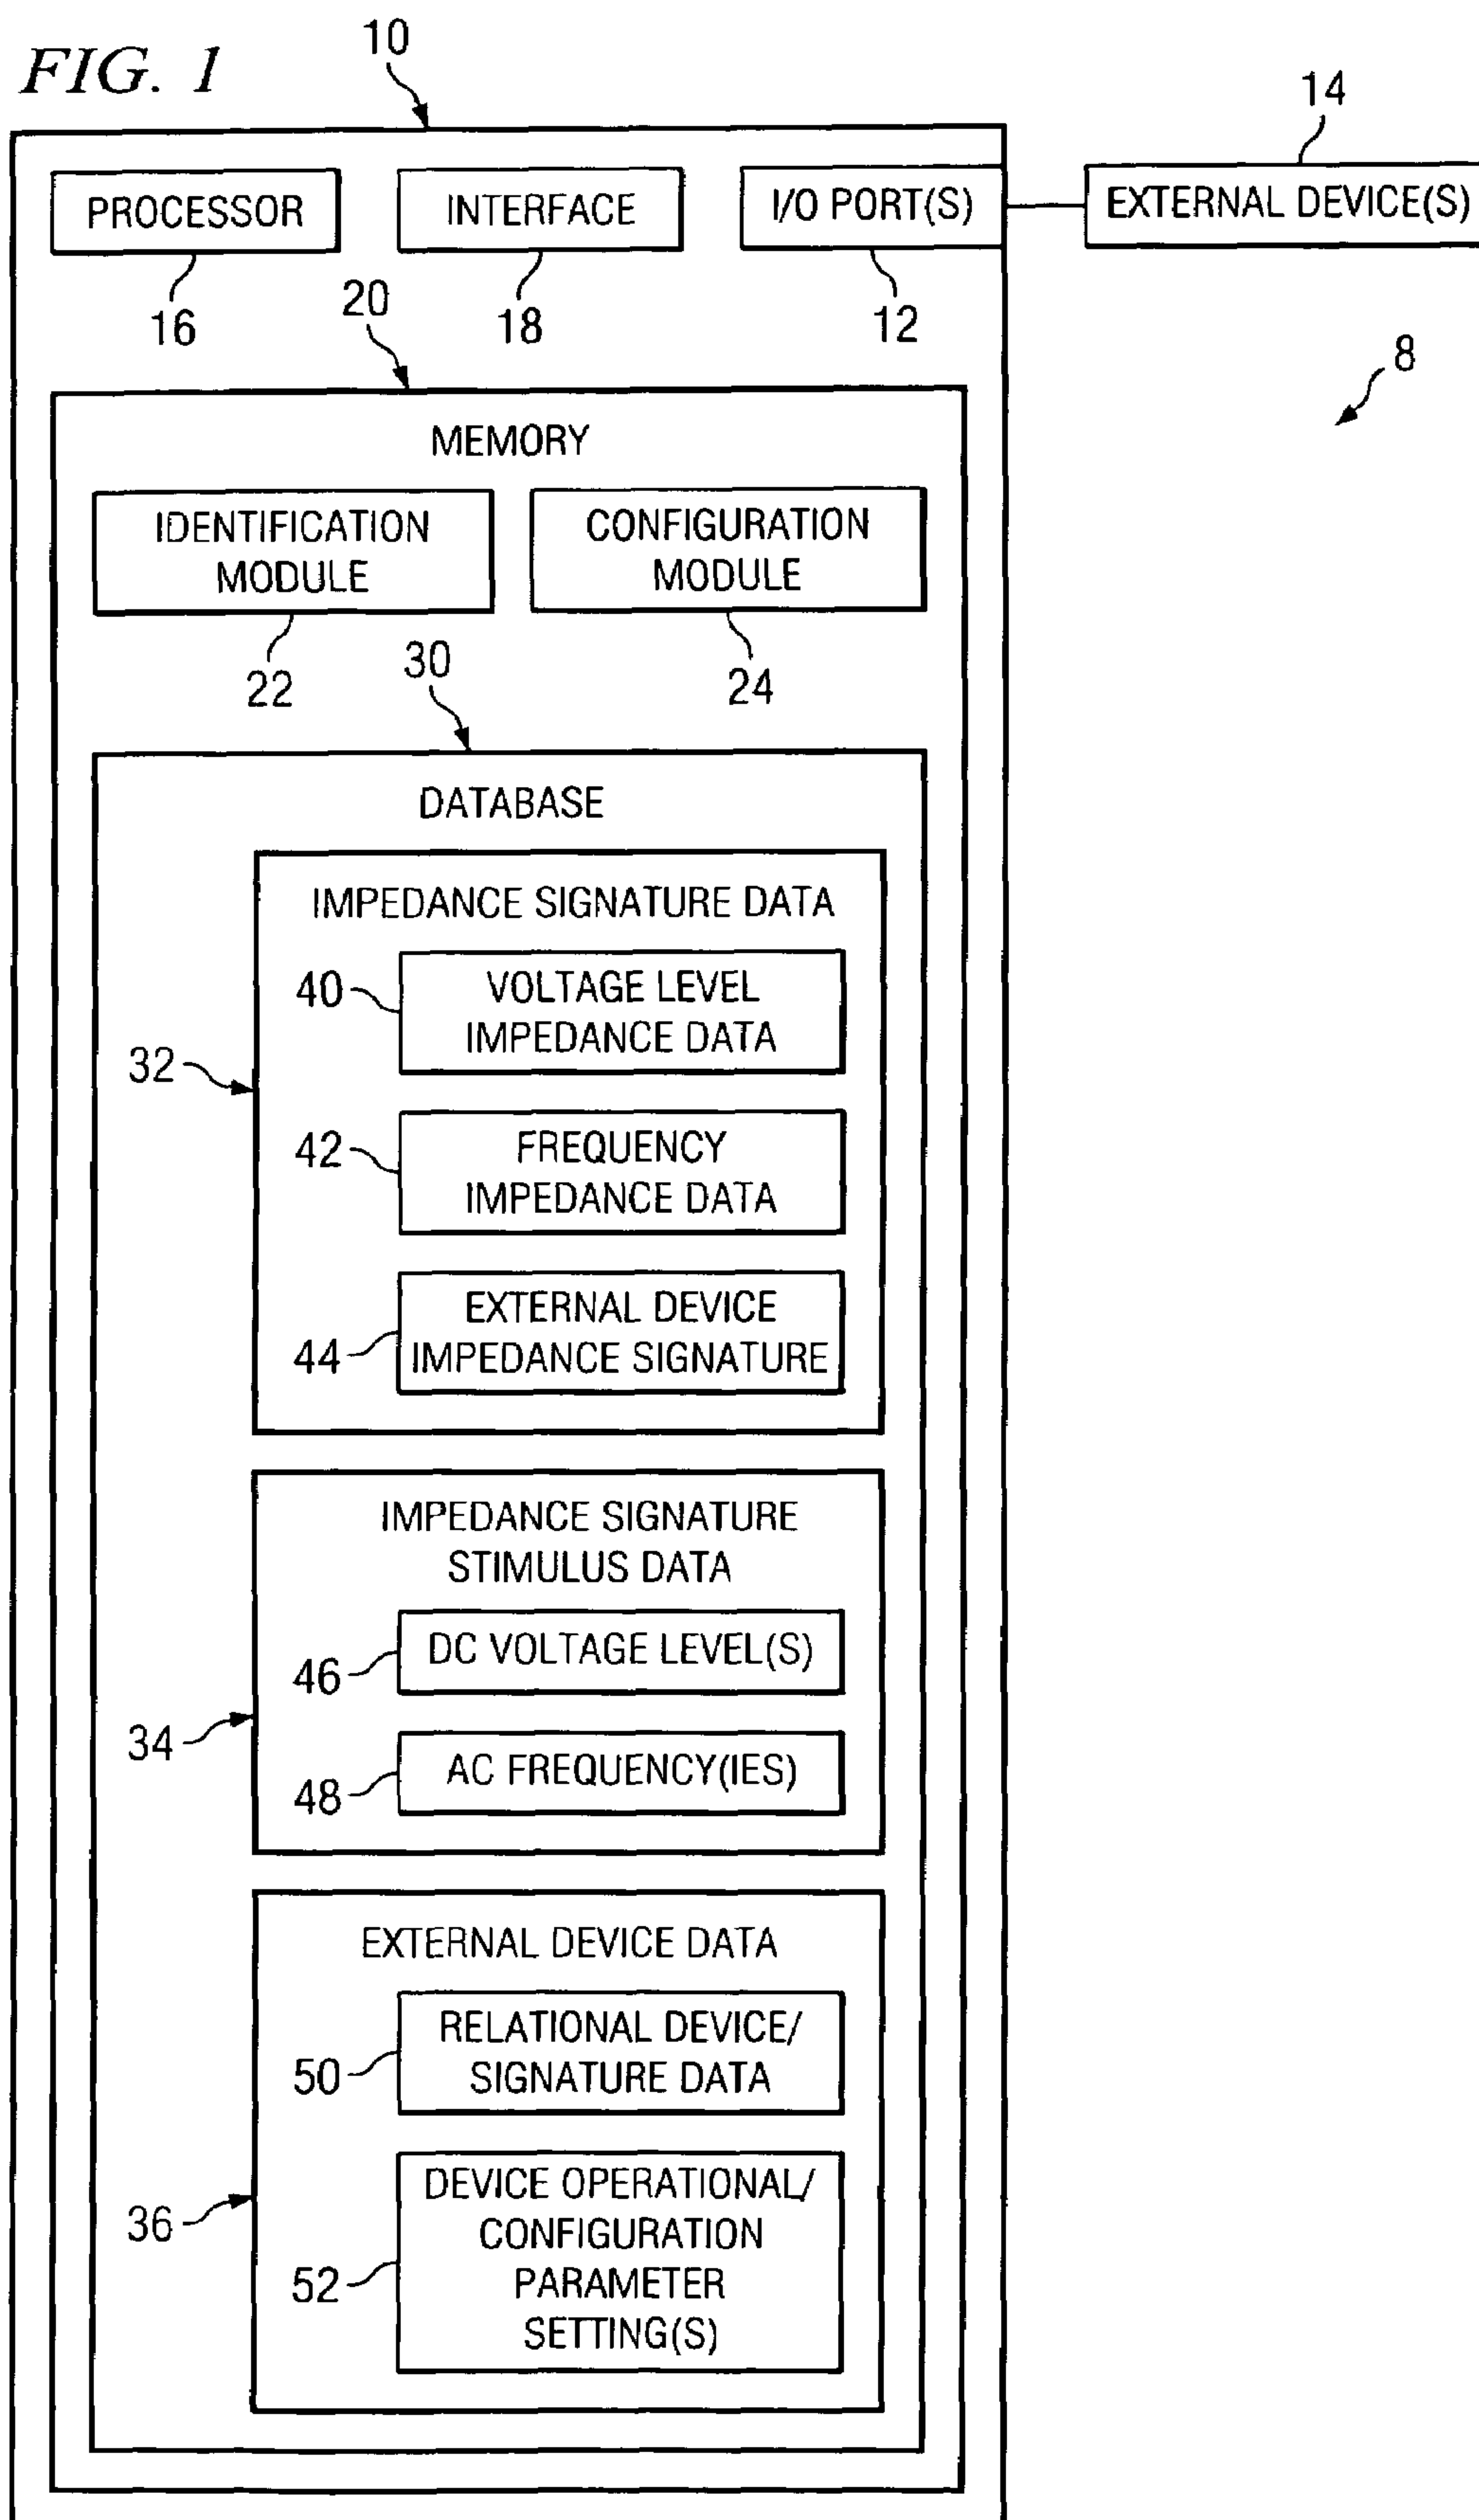 FIG. 1
10
14
PROCESSOR
INTERFACE
I/O PORT(S)
EXTERNAL DEVICE(S)
16
20
18
12
8
MEMORY
IDENTIFICATION
MODULE
CONFIGURATION
MODULE
22
30
24
DATABASE
IMPEDANCE SIGNATURE DATA
40
VOLTAGE LEVEL
IMPEDANCE DATA
32
42
FREQUENCY
IMPEDANCE DATA
44
EXTERNAL DEVICE
IMPEDANCE SIGNATURE
IMPEDANCE SIGNATURE
STIMULUS DATA
46
DC VOLTAGE LEVEL(S)
34
48
AC FREQUENCY(IES)
EXTERNAL DEVICE DATA
50
RELATIONAL DEVICE/
SIGNATURE DATA
36
52
DEVICE OPERATIONAL/
CONFIGURATION
PARAMETER
SETTING(S)